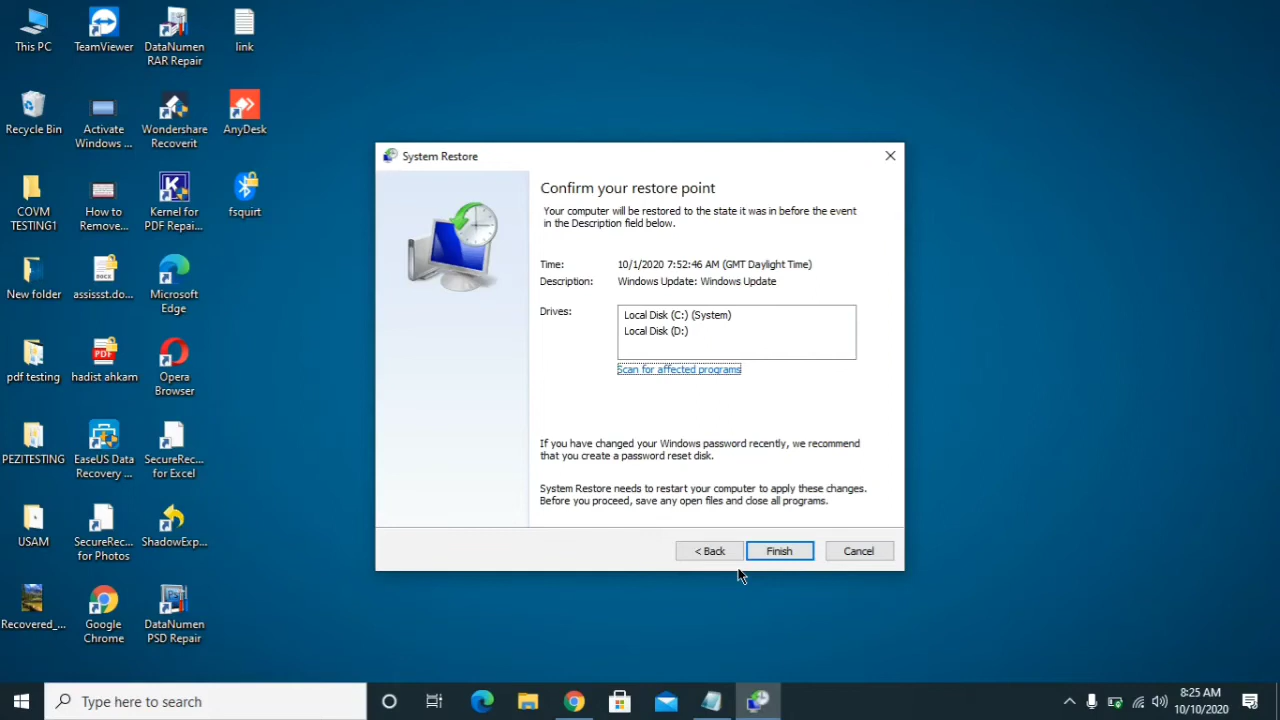 This PC
TeamViewer
DataNumen
RAR Repair
link
Recycle Bin
Activate
Windows ...
Wondershare
Recoverit
AnyDesk
COVM
TESTING1
How to
Remove...
Kernel for
PDF Repai...
fsquirt
New folder
assissst.do...
Microsoft
Edge
pdf testing
PDF
hadist ahkam
Opera
Browser
PEZITESTING
EaseUS Data
Recovery ...
SecureRec...
for Excel
USAM
SecureRec...
for Photos
ShadowExp...
Recovered_...
Google
Chrome
DataNumen
PSD Repair
System Restore
Confirm your restore point
Your computer will be restored to the state it was in before the event
in the Description field below.
Time: 10/1/2020 7:52:46 AM (GMT Daylight Time)
Description: Windows Update: Windows Update
Drives:
Local Disk (C:) (System)
Local Disk (D:)
Scan for affected programs
If you have changed your Windows password recently, we recommend
that you create a password reset disk.
System Restore needs to restart your computer to apply these changes.
Before you proceed, save any open files and close all programs.
< Back
Finish
Cancel
Type here to search
8:25 AM
10/10/2020